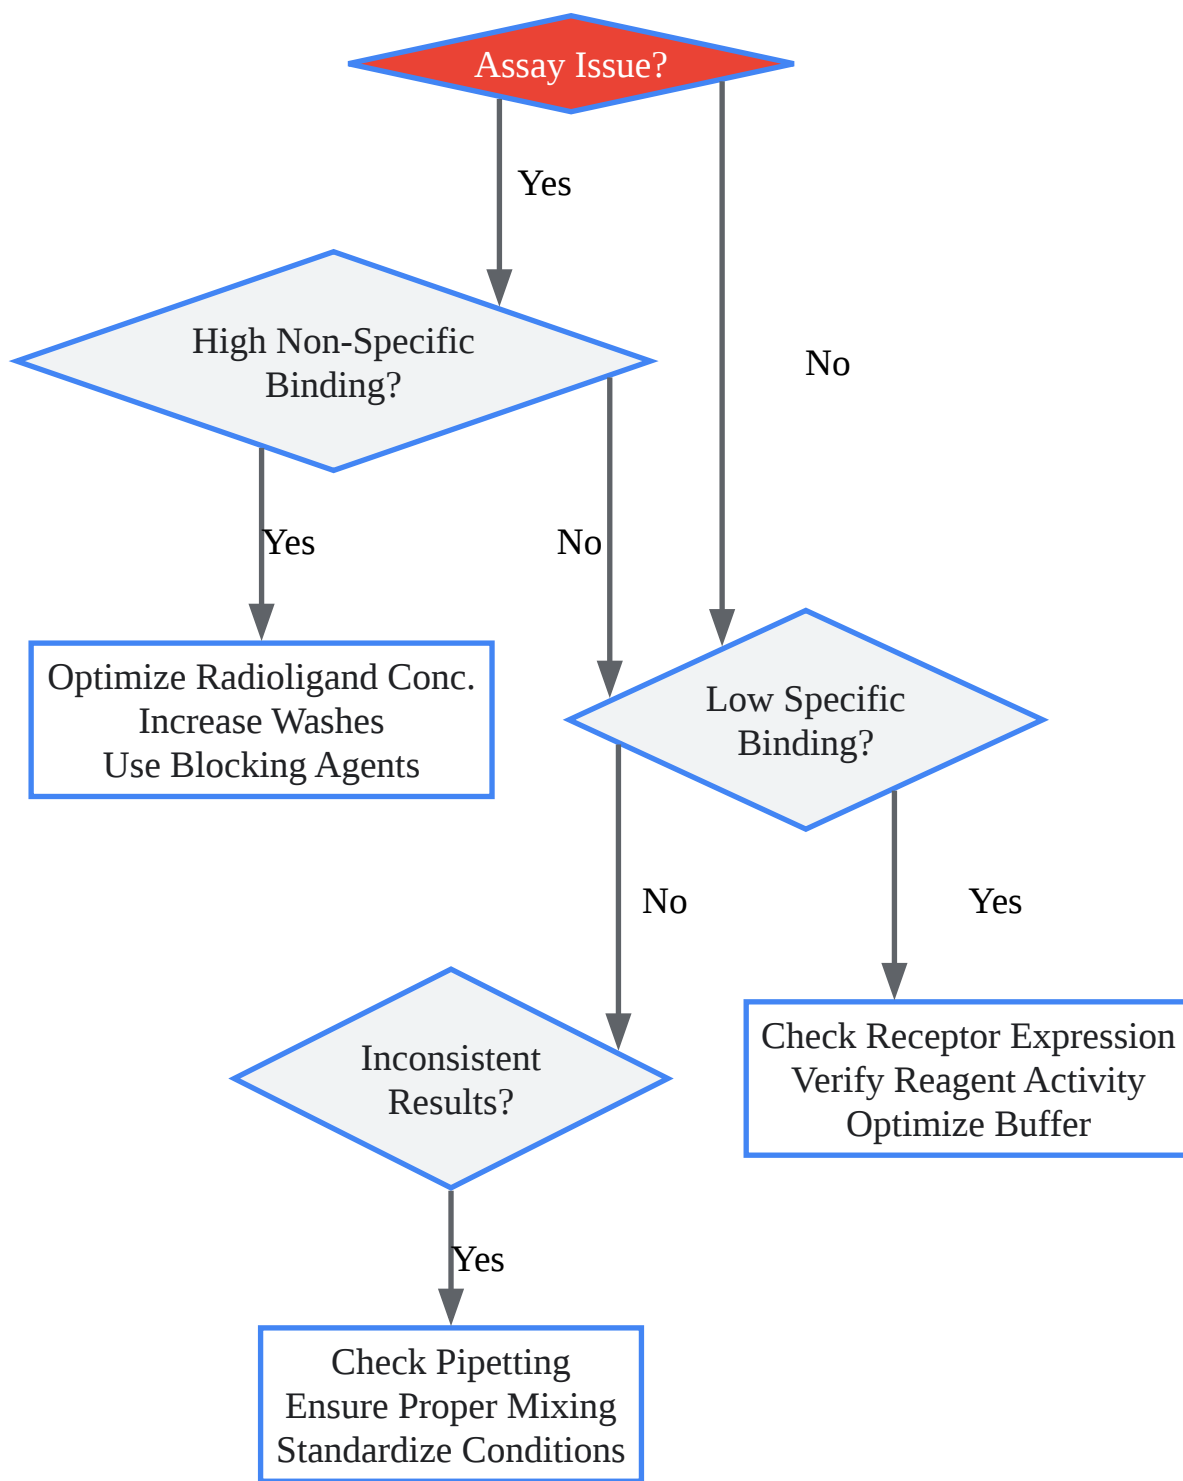 Assay Issue?
Yes
High Non-Specific
Binding?
No
Yes
No
Optimize Radioligand Conc.
Increase Washes
Use Blocking Agents
Low Specific
Binding?
No
Yes
Inconsistent
Results?
Check Receptor Expression
Verify Reagent Activity
Optimize Buffer
Yes
Check Pipetting
Ensure Proper Mixing
Standardize Conditions